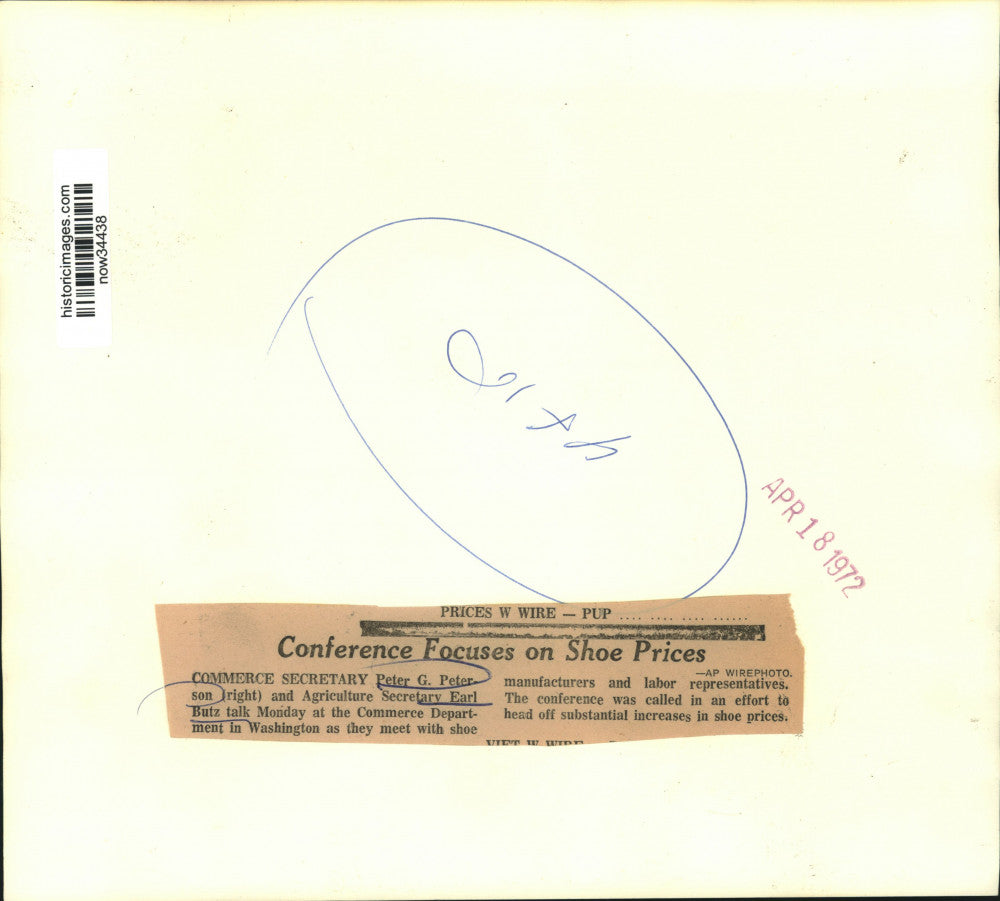 historicimages.com
now34438
APR 18 1972
PRICES W WIRE — PUP .... .... .... ......
Conference Focuses on Shoe Prices
—AP WIREPHOTO.
COMMERCE SECRETARY Peter G. Peter-
son (right) and Agriculture Secretary Earl
Butz talk Monday at the Commerce Depart-
ment in Washington as they meet with shoe
manufacturers and labor representatives.
The conference was called in an effort to
head off substantial increases in shoe prices.
VIET W WIRE